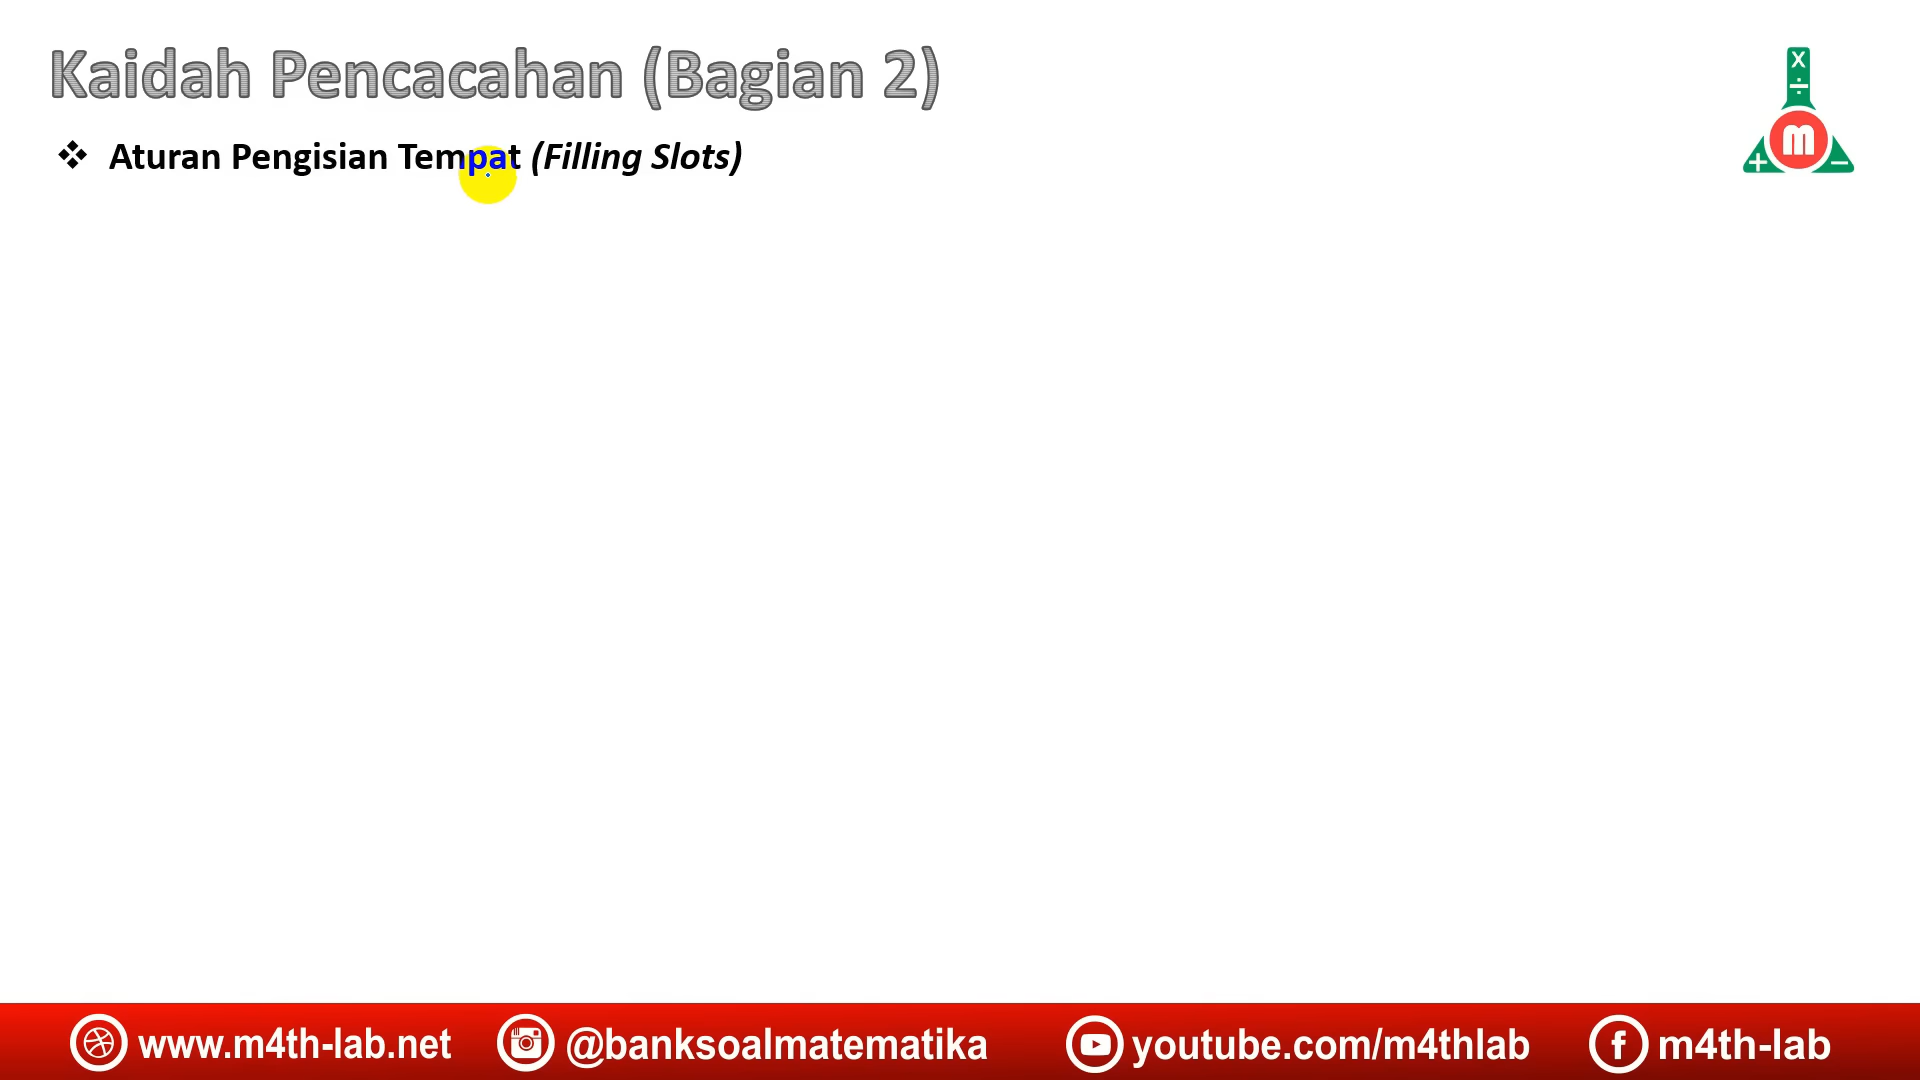 Kaidah Pencacahan (Bagian 2)
❖ Aturan Pengisian Tempat (Filling Slots)
X
÷
m
+ −
www.m4th-lab.net @banksoalmatematika youtube.com/m4thlab m4th-lab